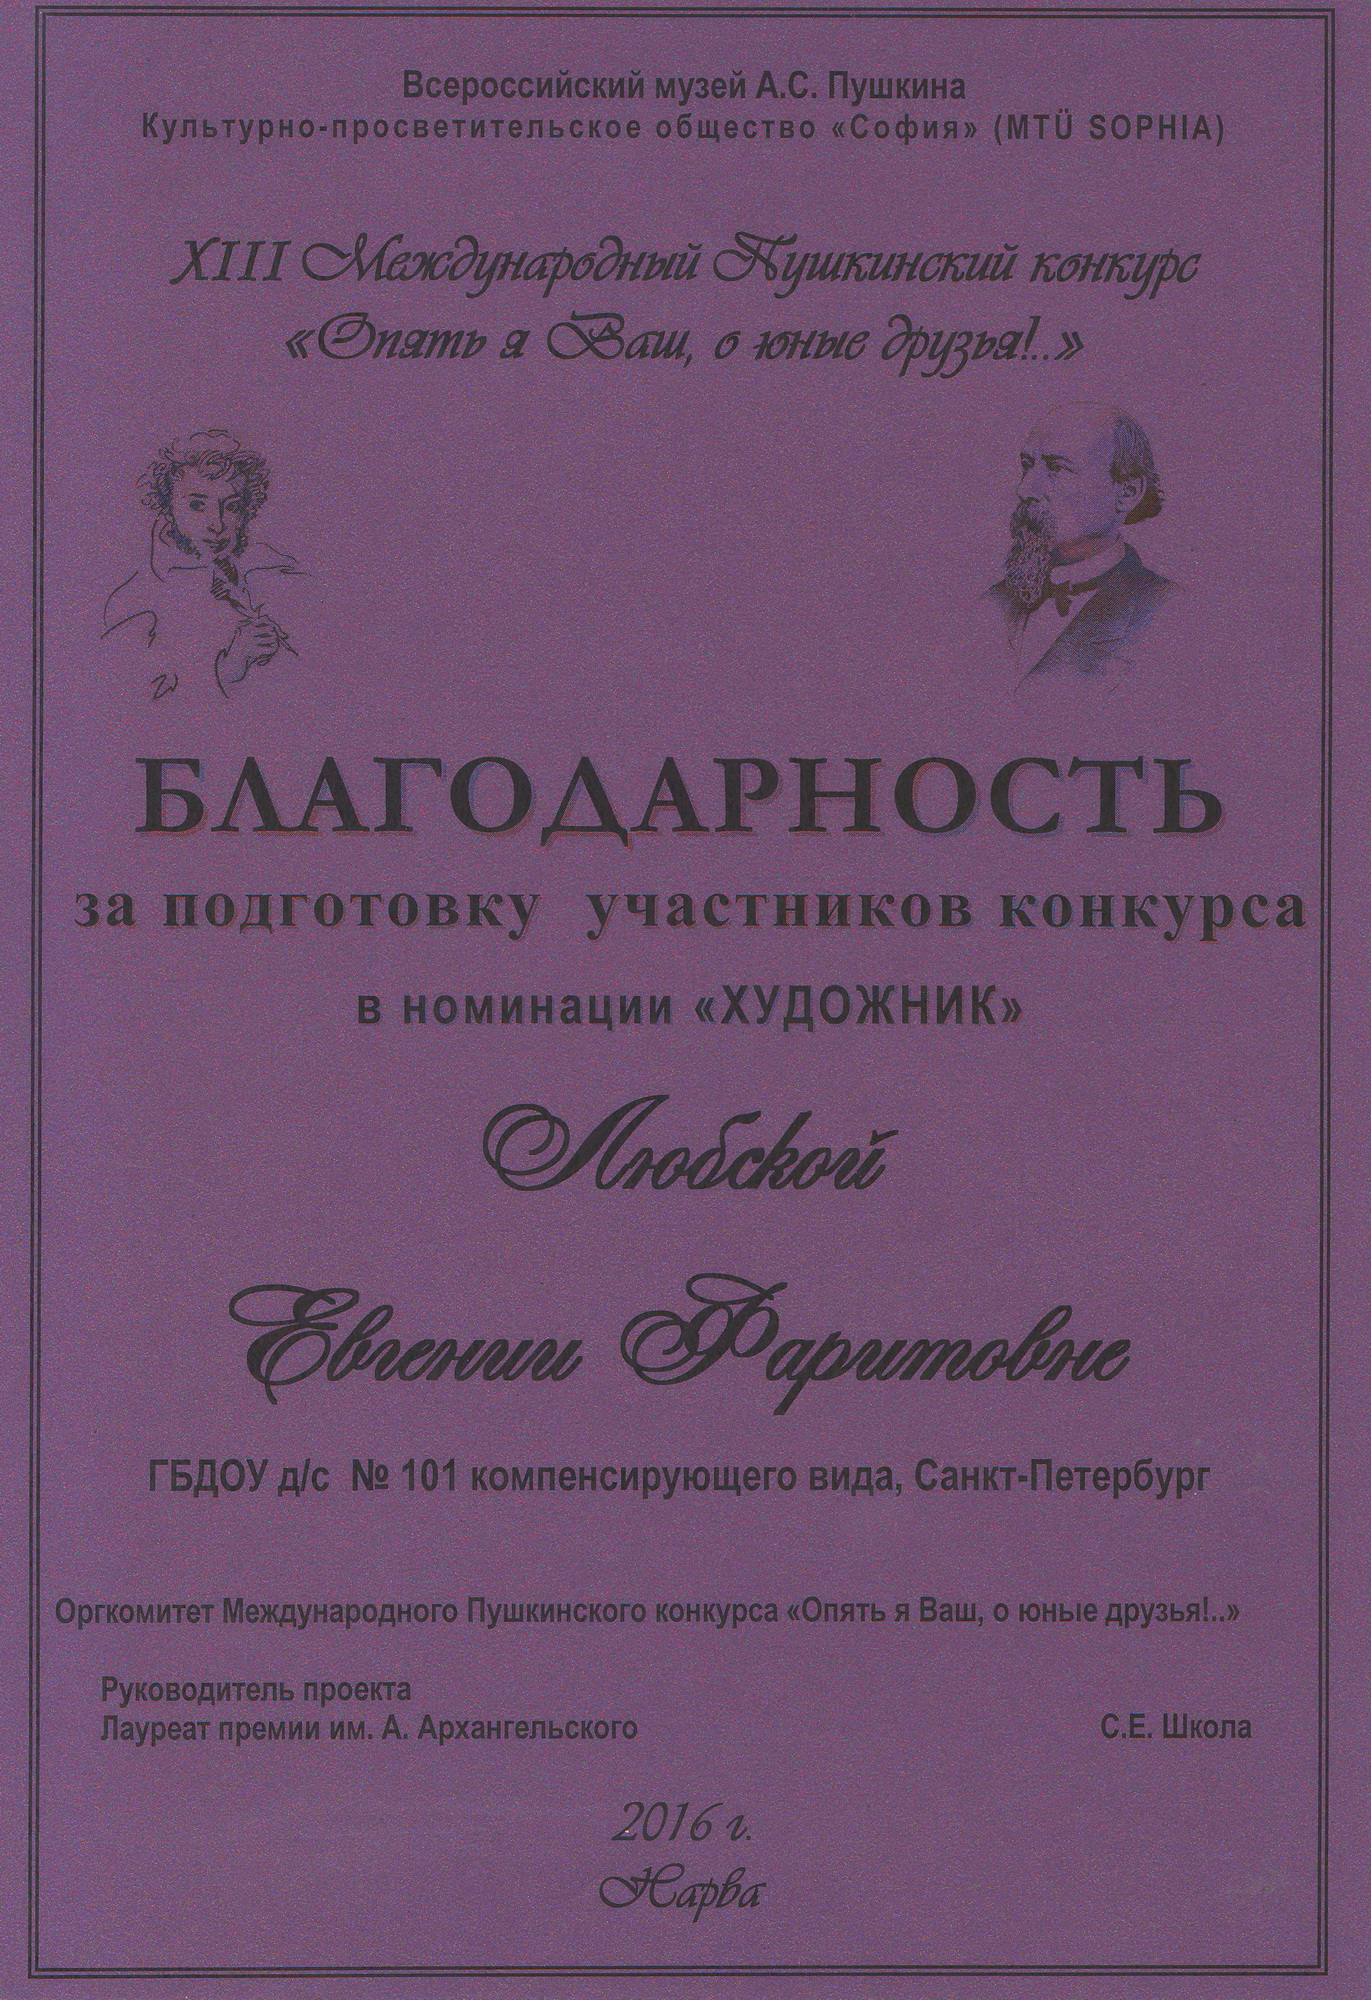 Всероссийский музей А.С. Пушкина
Культурно-просветительское общество «София» (MTÜ SOPHIA)
XIII Международный Пушкинский конкурс
«Опять я Ваш, о юные друзья!..»
БЛАГОДАРНОСТЬ
за подготовку участников конкурса
в номинации «ХУДОЖНИК»
Любской
Евгении Фаритовне
ГБДОУ д/с № 101 компенсирующего вида, Санкт-Петербург
Оргкомитет Международного Пушкинского конкурса «Опять я Ваш, о юные друзья!..»
Руководитель проекта
Лауреат премии им. А. Архангельского С.Е. Школа
2016 г.
Нарва